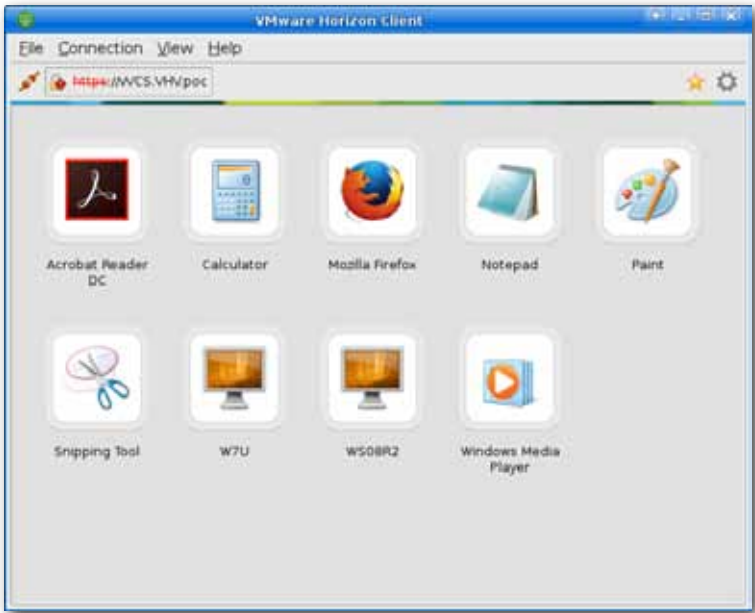 VMware Horizon Client
File Connection View Help
https://VVCS.VHV.poc
Acrobat Reader DC
Calculator
Mozilla Firefox
Notepad
Paint
Snipping Tool
W7U
WS08R2
Windows Media Player